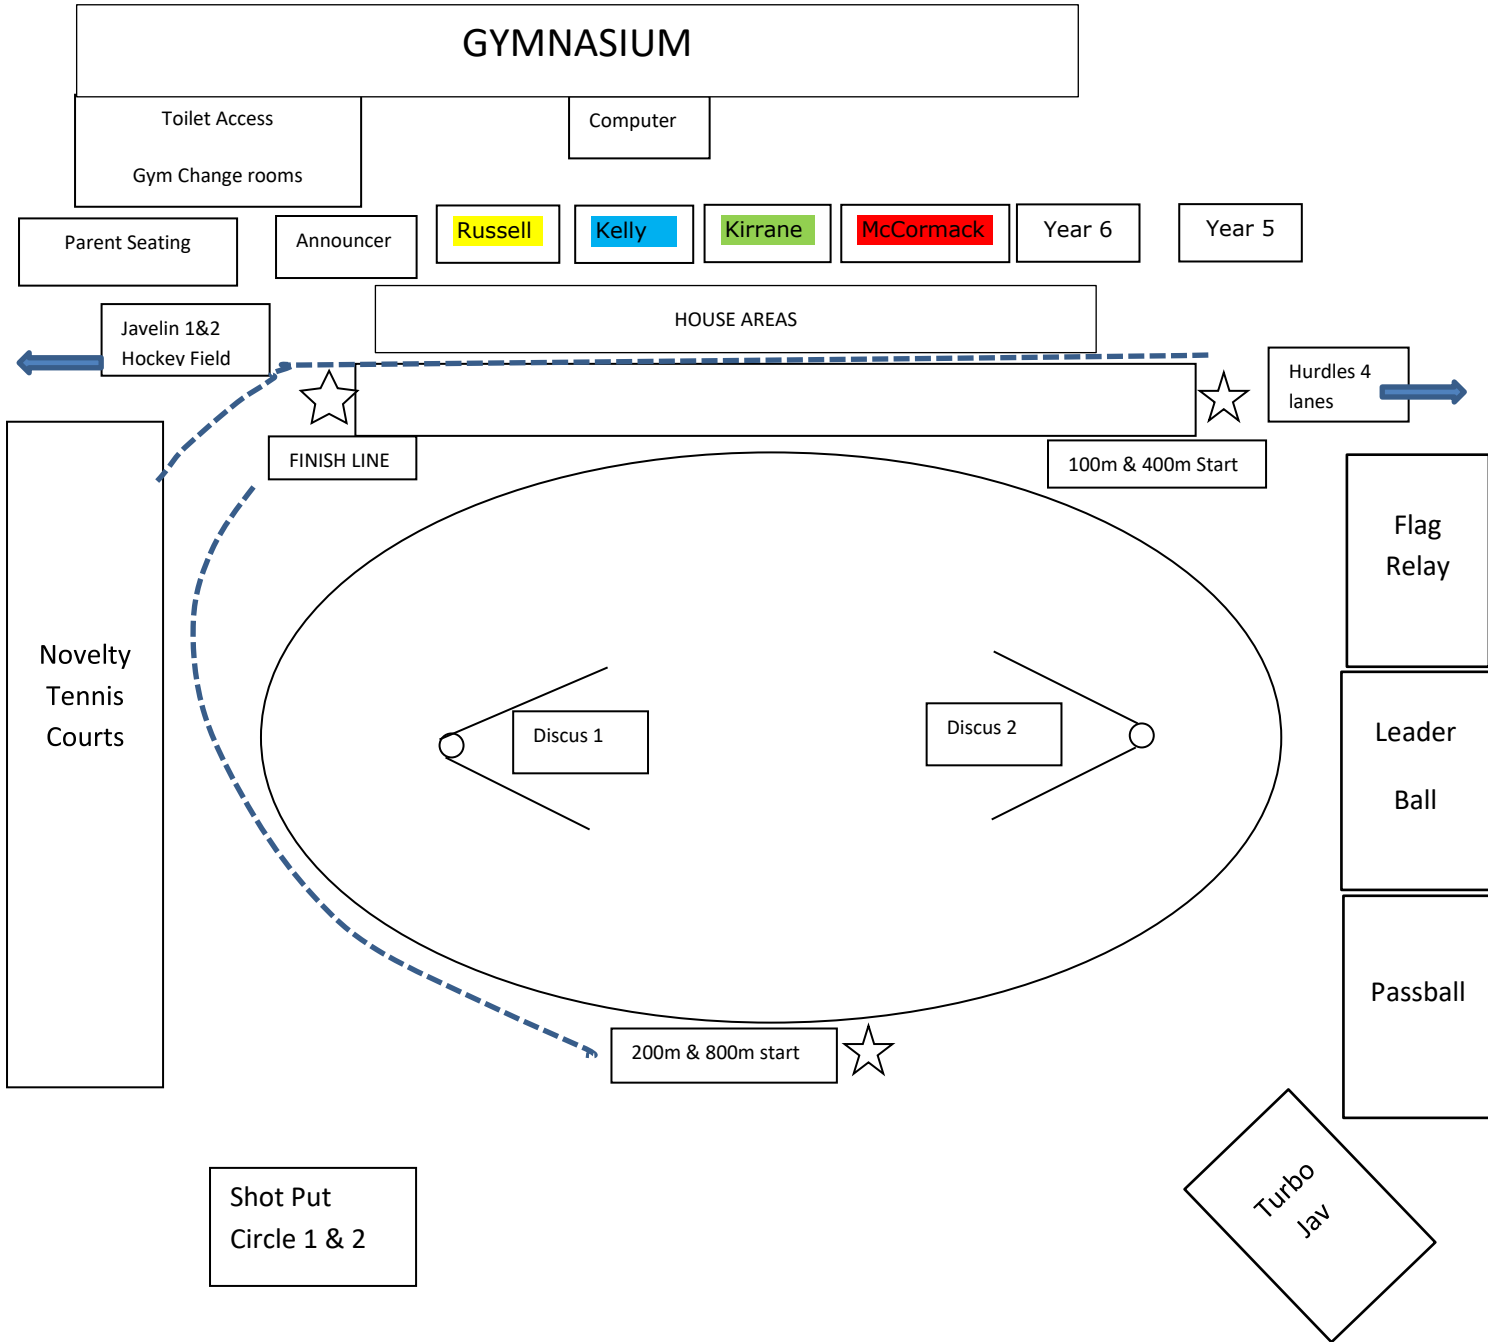 GYMNASIUM
Toilet Access
Gym Change rooms
Computer
Parent Seating
Announcer
Russell
Kelly
Kirrane
McCormack
Year 6
Year 5
Javelin 1&2
Hockey Field
HOUSE AREAS
Hurdles 4
lanes
FINISH LINE
100m & 400m Start
Flag
Relay
Novelty
Tennis
Courts
Discus 1
Discus 2
Leader
Ball
Passball
200m & 800m start
Shot Put
Circle 1 & 2
Turbo
Jav